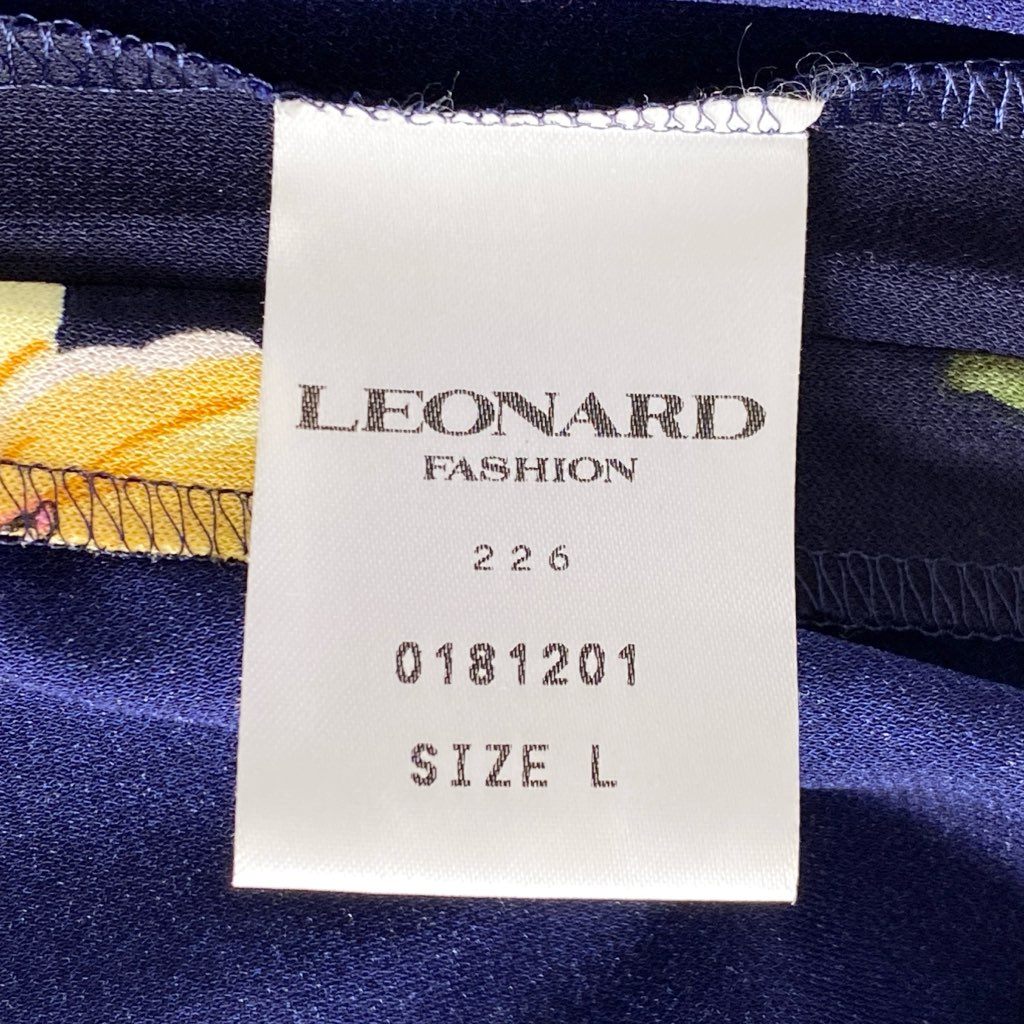 LEONARD
FASHION
226
0181201
SIZE L